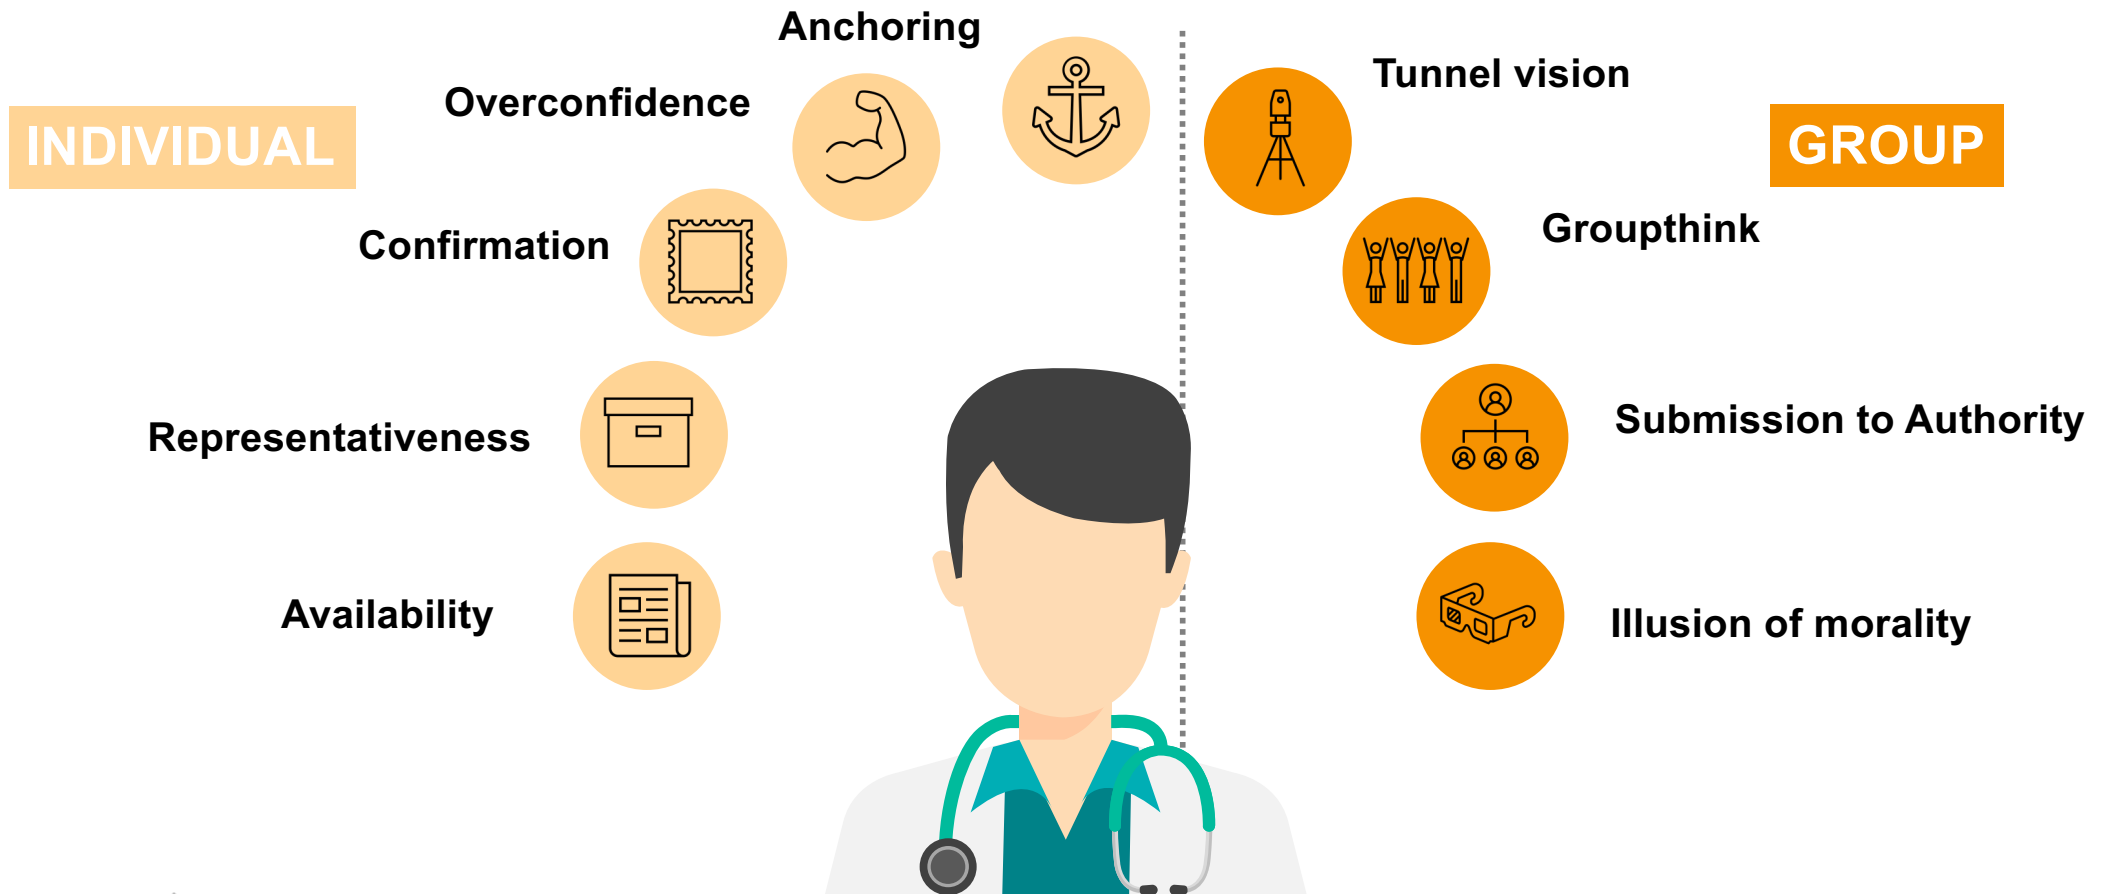 Anchoring
Overconfidence
INDIVIDUAL
Confirmation
Representativeness
Availability
Tunnel vision
GROUP
Groupthink
Submission to Authority
Illusion of morality